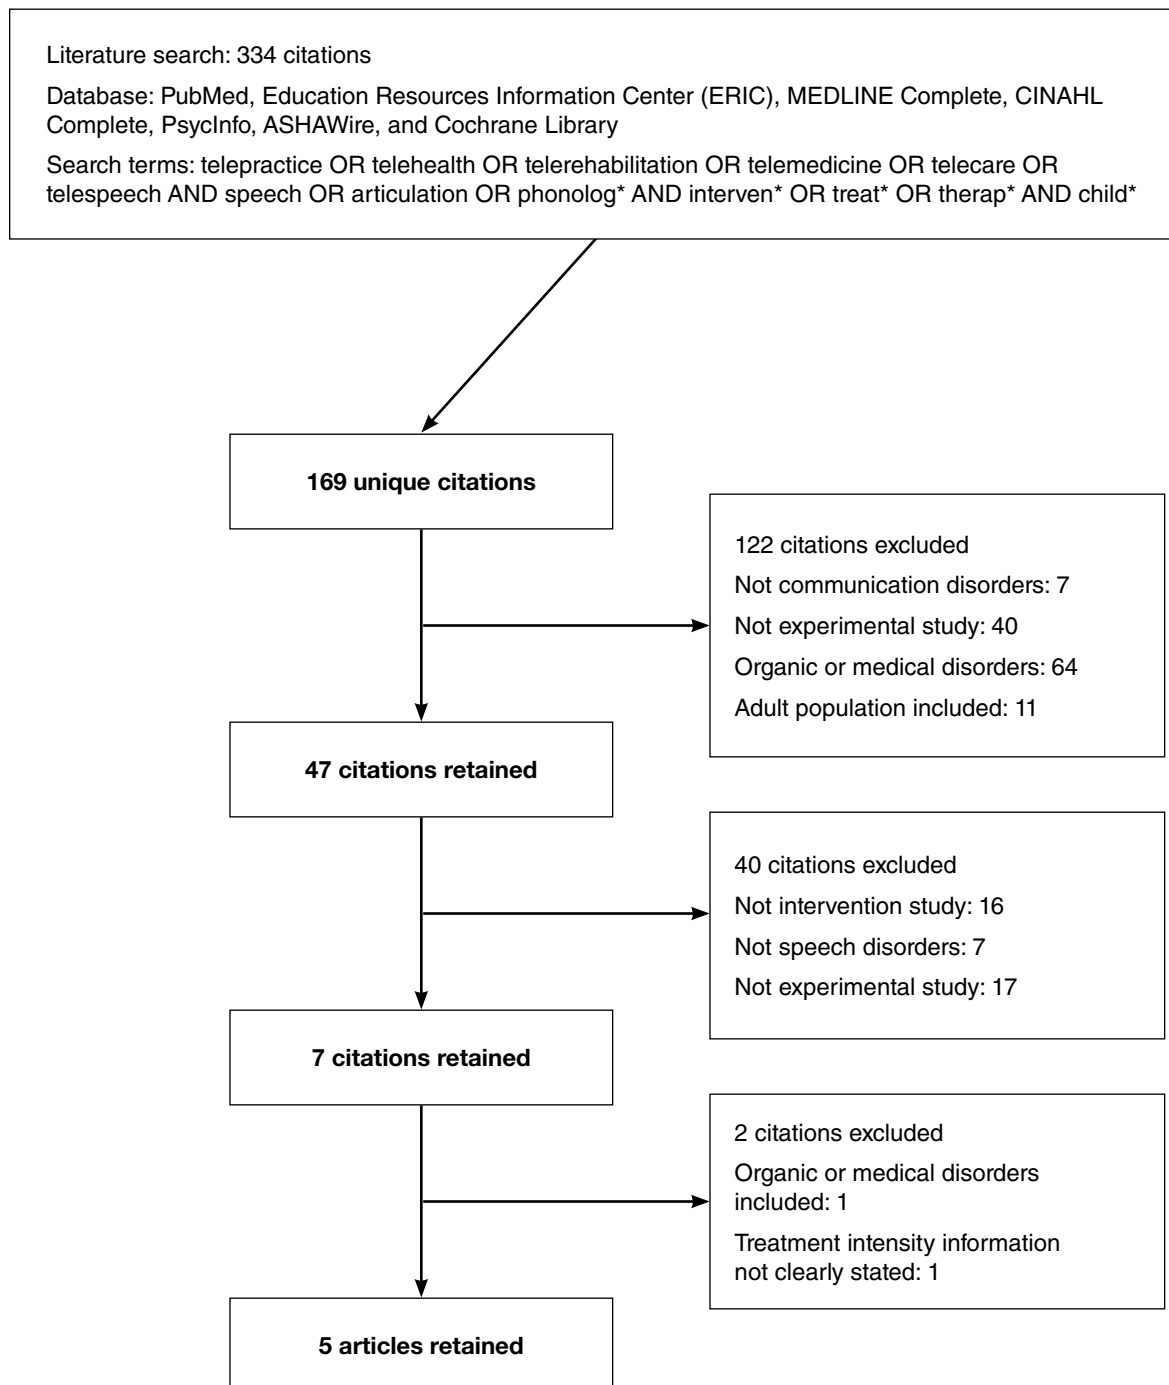 Literature search: 334 citations
Database: PubMed, Education Resources Information Center (ERIC), MEDLINE Complete, CINAHL
Complete, PsycInfo, ASHAWire, and Cochrane Library
Search terms: telepractice OR telehealth OR telerehabilitation OR telemedicine OR telecare OR
telespeech AND speech OR articulation OR phonolog* AND interven* OR treat* OR therap* AND child*
169 unique citations
122 citations excluded
Not communication disorders: 7
Not experimental study: 40
Organic or medical disorders: 64
Adult population included: 11
47 citations retained
40 citations excluded
Not intervention study: 16
Not speech disorders: 7
Not experimental study: 17
7 citations retained
2 citations excluded
Organic or medical disorders
included: 1
Treatment intensity information
not clearly stated: 1
5 articles retained